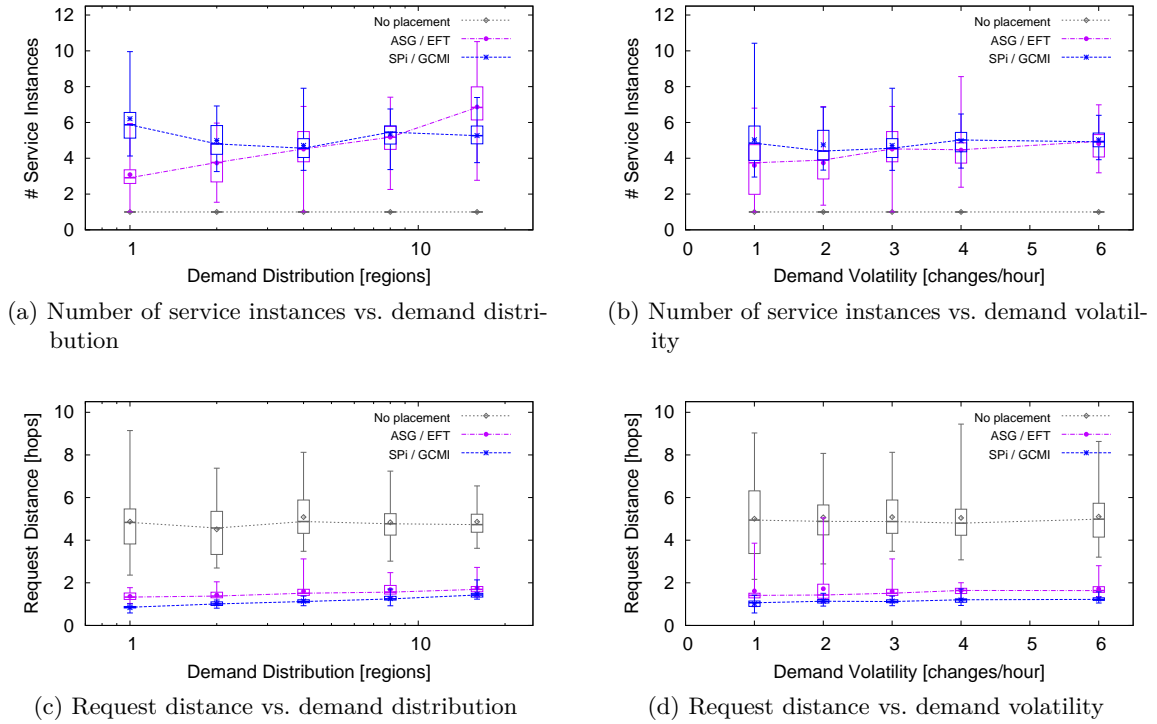 12
10
8
6
4
2
0
# Service Instances
No placement
ASG / EFT
SPi / GCMI
1
10
Demand Distribution [regions]
(a) Number of service instances vs. demand distri-
bution
12
10
8
6
4
2
0
# Service Instances
No placement
ASG / EFT
SPi / GCMI
0 1 2 3 4 5 6
Demand Volatility [changes/hour]
(b) Number of service instances vs. demand volatil-
ity
10
8
6
4
2
0
Request Distance [hops]
No placement
ASG / EFT
SPi / GCMI
1
10
Demand Distribution [regions]
(c) Request distance vs. demand distribution
10
8
6
4
2
0
Request Distance [hops]
No placement
ASG / EFT
SPi / GCMI
0 1 2 3 4 5 6
Demand Volatility [changes/hour]
(d) Request distance vs. demand volatility